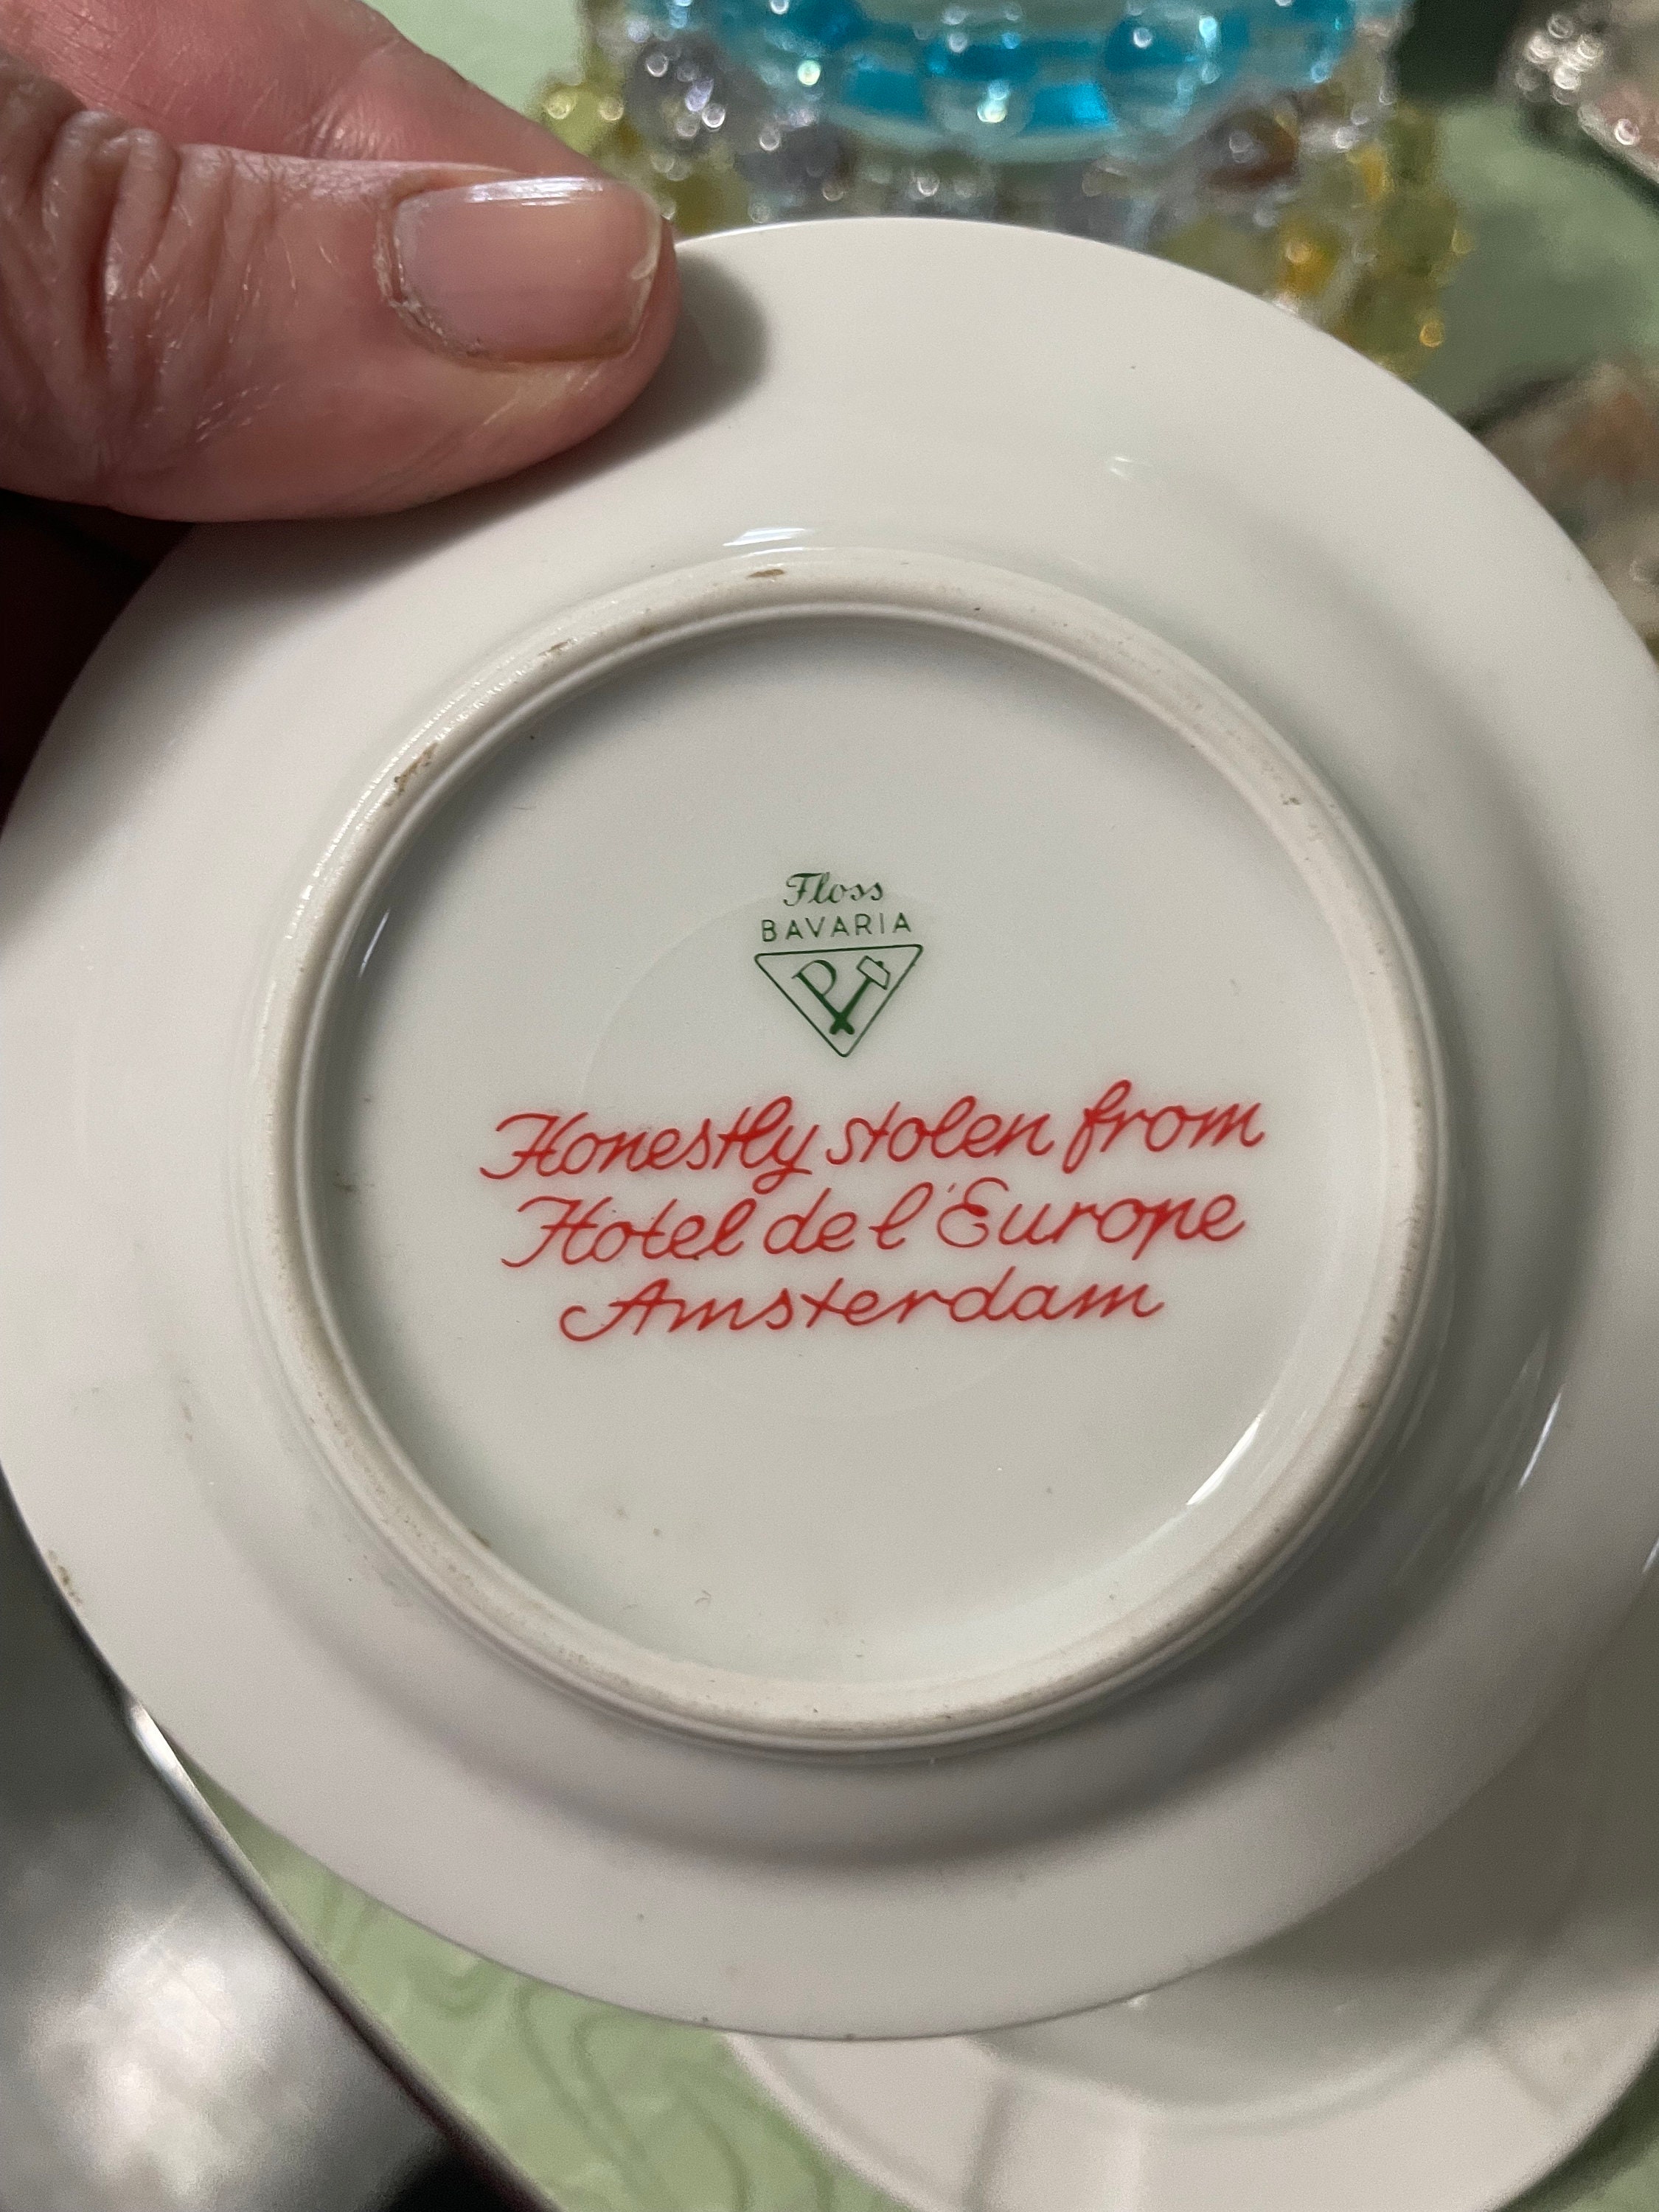 Floss
BAVARIA
P
Honestly stolen from
Hotel de l'Europe
Amsterdam